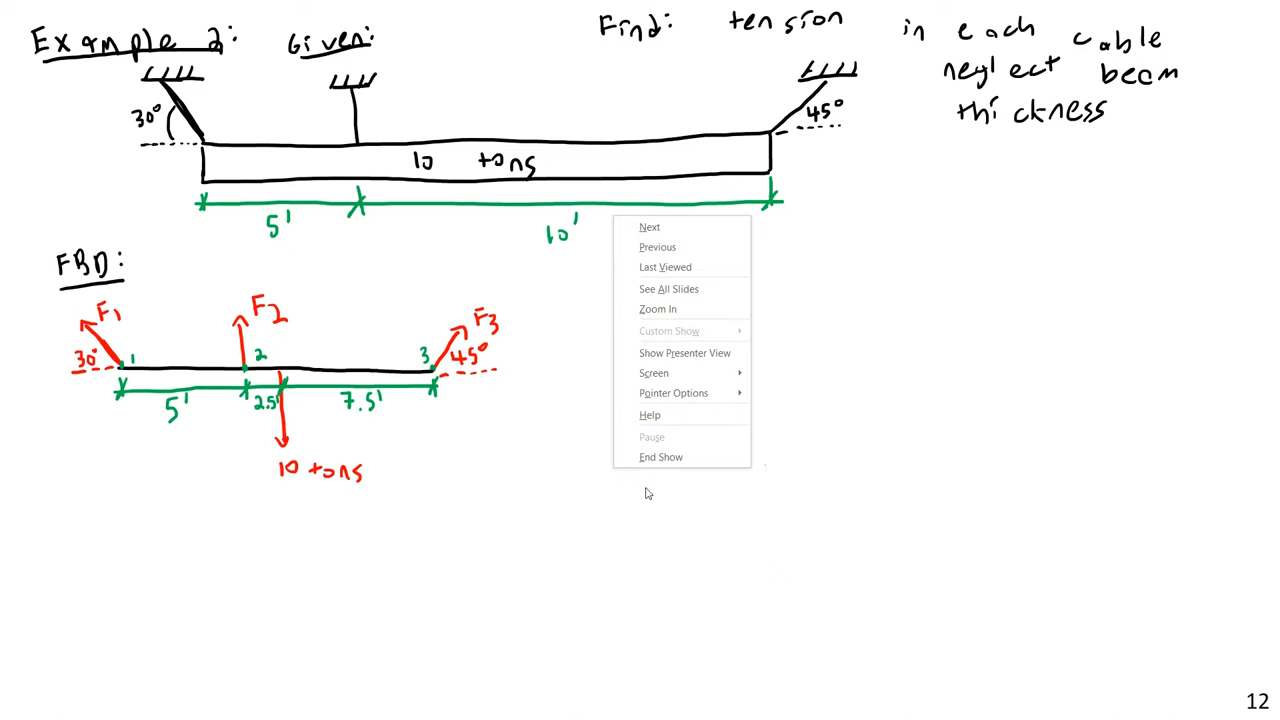 Example 2: Given: Find: tension in each cable
neglect beam
thickness
30° 45°
10 tons
5' 10'
FBD:
F1 F2 F3
30° 1 2 3 45°
5' 2.5' 7.5'
10 tons
Next
Previous
Last Viewed
See All Slides
Zoom In
Custom Show
Show Presenter View
Screen
Pointer Options
Help
Pause
End Show
12